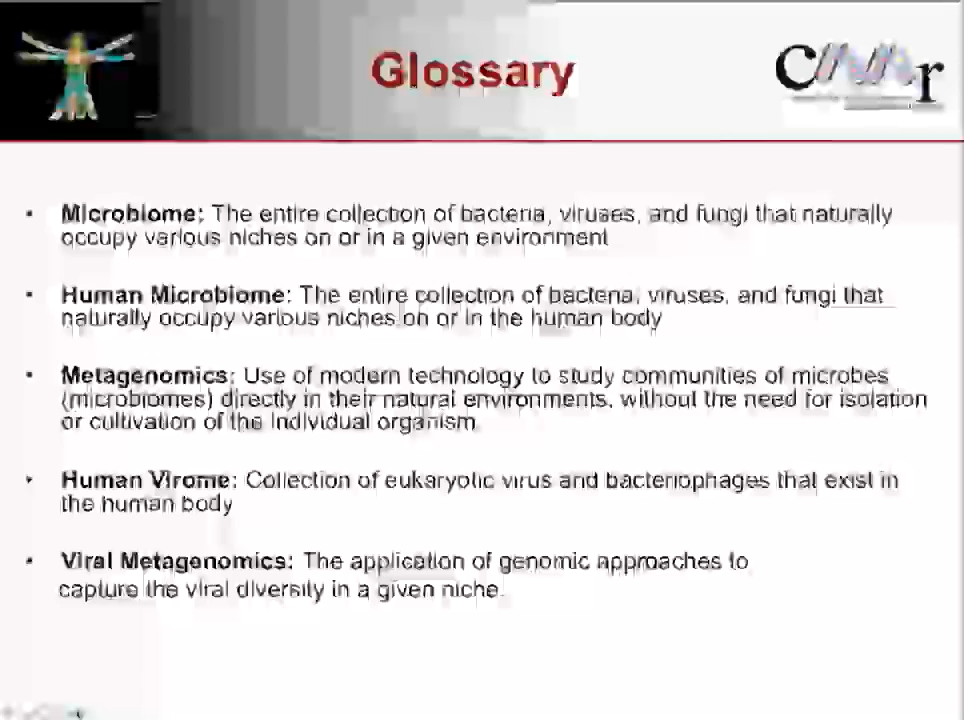 Glossary
• Microbiome: The entire collection of bacteria, viruses, and fungi that naturally
occupy various niches on or in a given environment
• Human Microbiome: The entire collection of bacteria, viruses, and fungi that
naturally occupy various niches on or in the human body
• Metagenomics: Use of modern technology to study communities of microbes
(microbiomes) directly in their natural environments, without the need for isolation
or cultivation of the individual organism
• Human Virome: Collection of eukaryotic virus and bacteriophages that exist in
the human body
• Viral Metagenomics: The application of genomic approaches to
capture the viral diversity in a given niche.